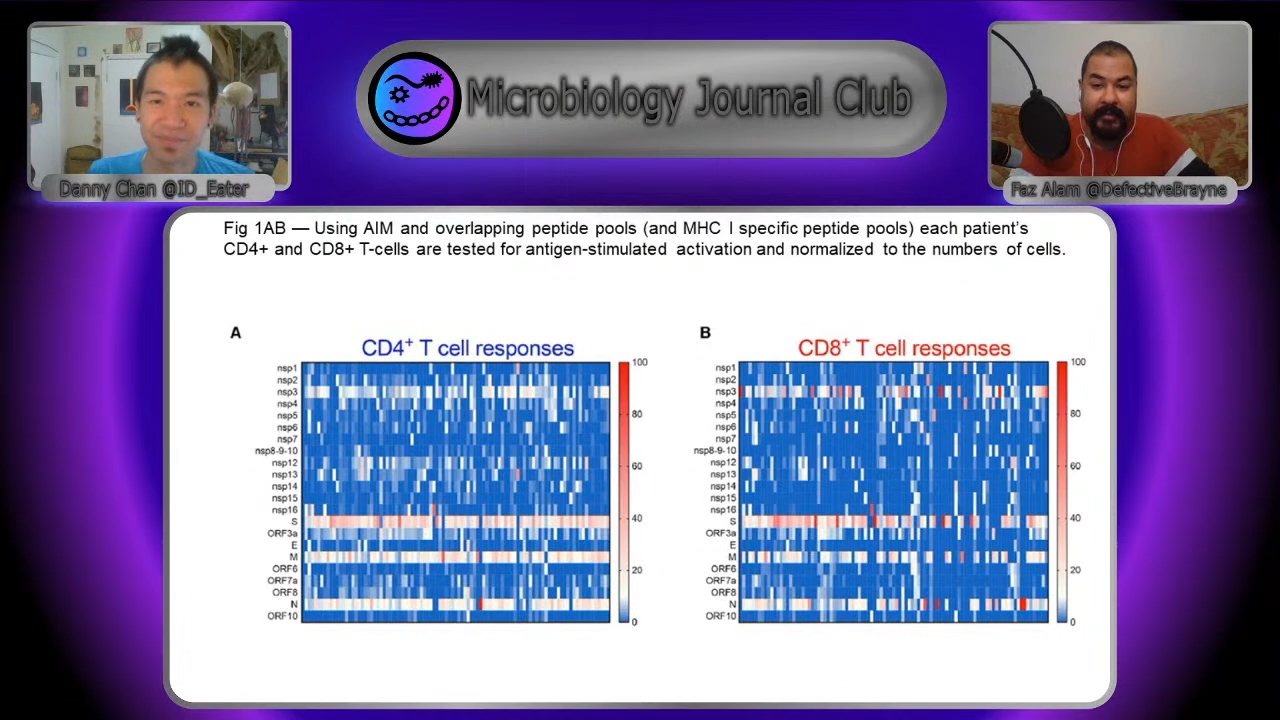 Microbiology Journal Club
Danny Chan @ID_Eater
Faz Alam @DefectiveBrayne
Fig 1AB — Using AIM and overlapping peptide pools (and MHC I specific peptide pools) each patient's
CD4+ and CD8+ T-cells are tested for antigen-stimulated activation and normalized to the numbers of cells.
A
CD4⁺ T cell responses
nsp1
nsp2
nsp3
nsp4
nsp5
nsp6
nsp7
nsp8-9-10
nsp12
nsp13
nsp14
nsp15
nsp16
S
ORF3a
E
M
ORF6
ORF7a
ORF8
N
ORF10
100
80
60
40
20
0
B
CD8⁺ T cell responses
nsp1
nsp2
nsp3
nsp4
nsp5
nsp6
nsp7
nsp8-9-10
nsp12
nsp13
nsp14
nsp15
nsp16
S
ORF3a
E
M
ORF6
ORF7a
ORF8
N
ORF10
100
80
60
40
20
0